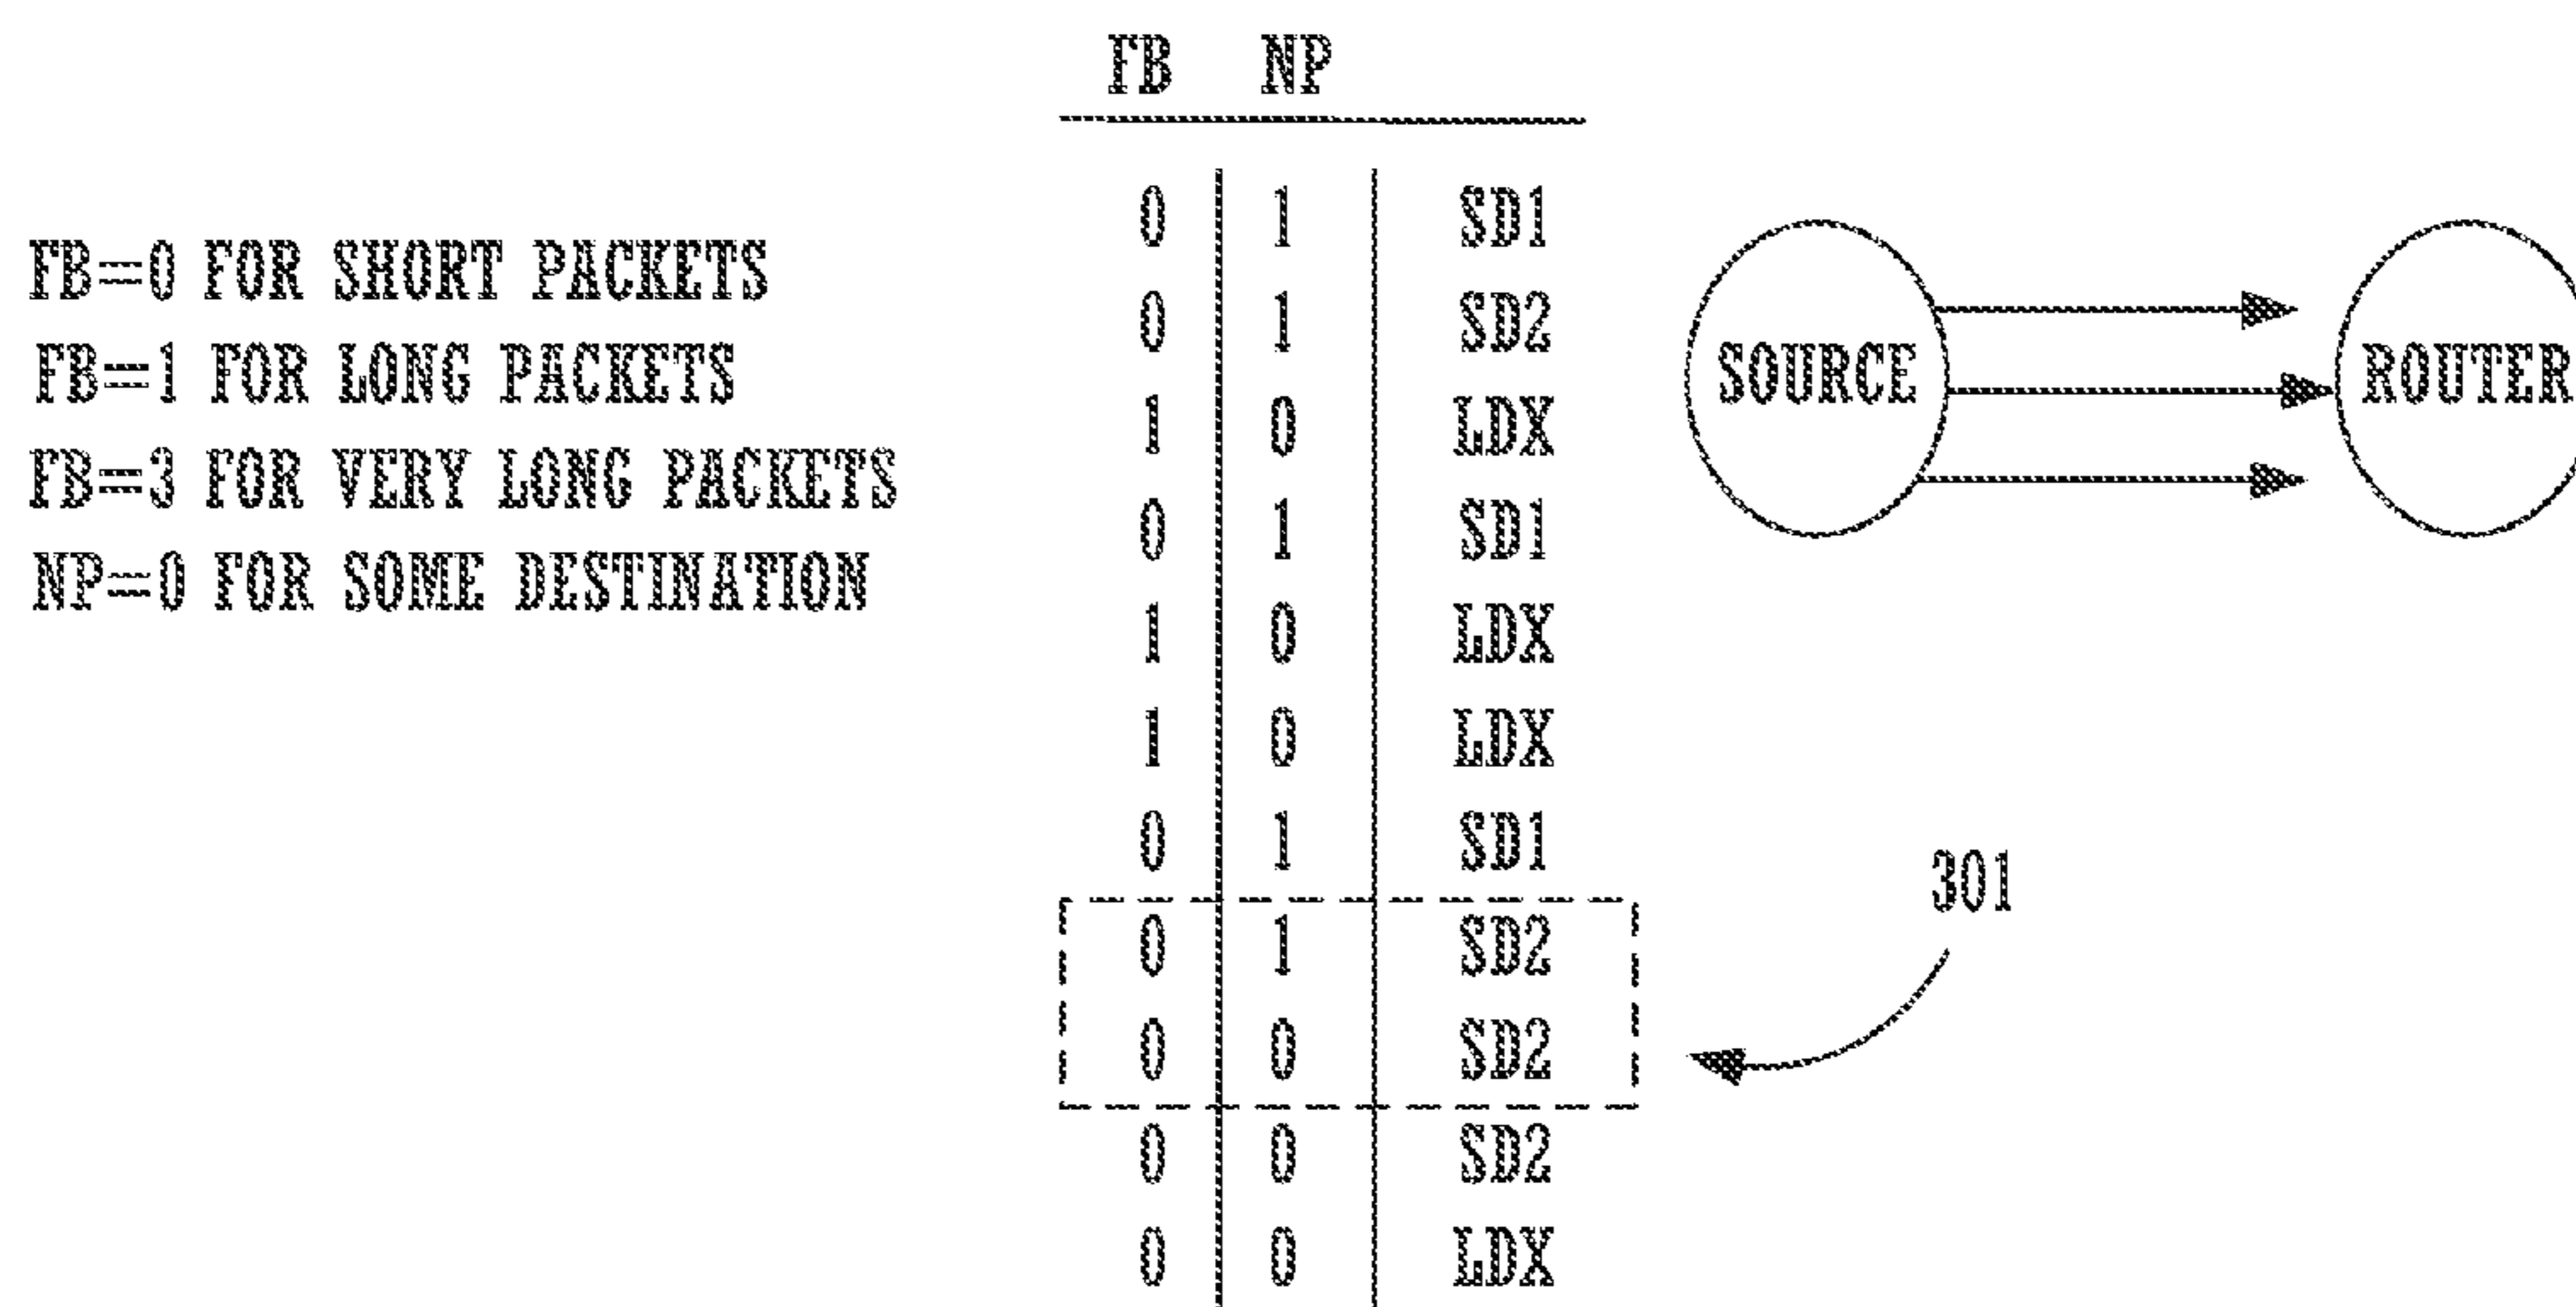 FB NP
FB=0 FOR SHORT PACKETS
FB=1 FOR LONG PACKETS
FB=3 FOR VERY LONG PACKETS
NP=0 FOR SOME DESTINATION
0 1 SD1
0 1 SD2
1 0 LDX
0 1 SD1
1 0 LDX
1 0 LDX
0 1 SD1
0 1 SD2
0 0 SD2
0 0 SD2
0 0 LDX
SOURCE
ROUTER
301